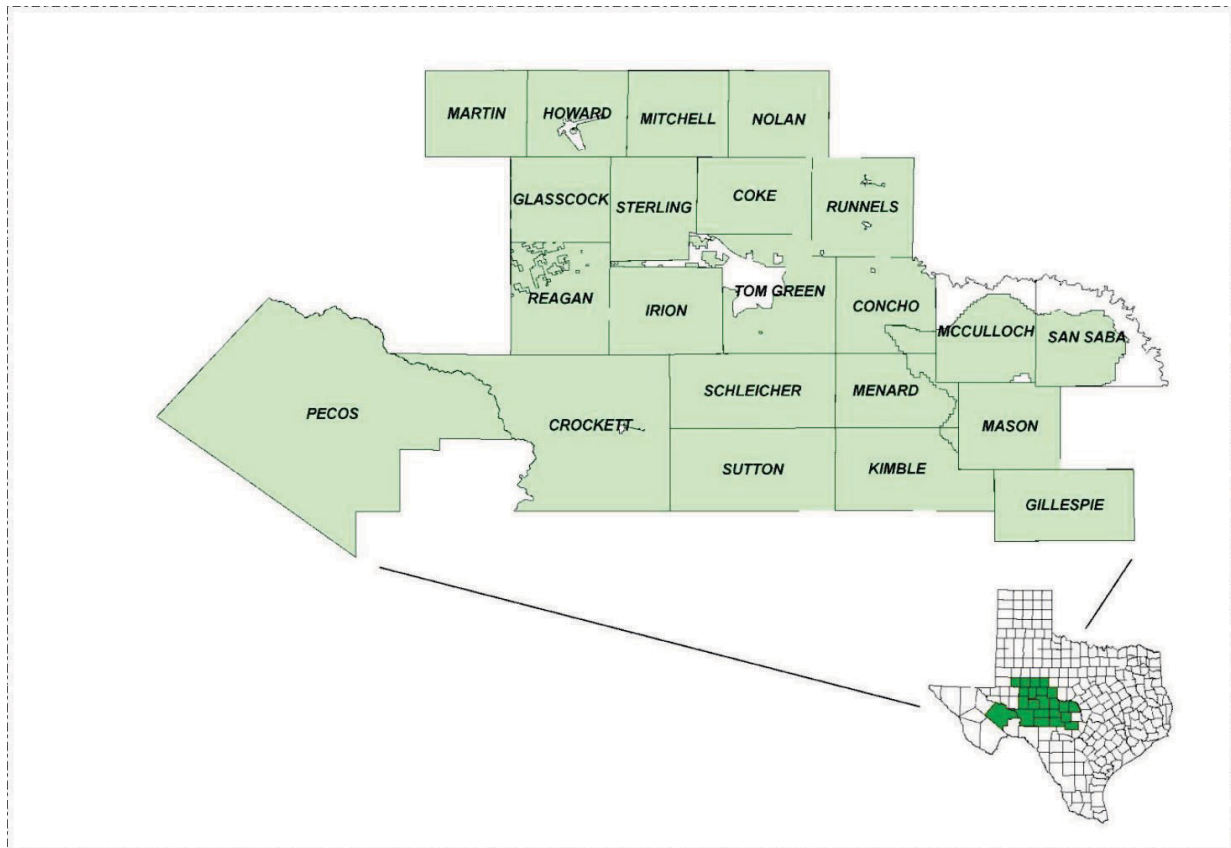 MARTIN
HOWARD
MITCHELL
NOLAN
GLASSCOCK
STERLING
COKE
RUNNELS
REAGAN
IRION
TOM GREEN
CONCHO
MCCULLOCH
SAN SABA
PECOS
CROCKETT
SCHLEICHER
MENARD
MASON
SUTTON
KIMBLE
GILLESPIE